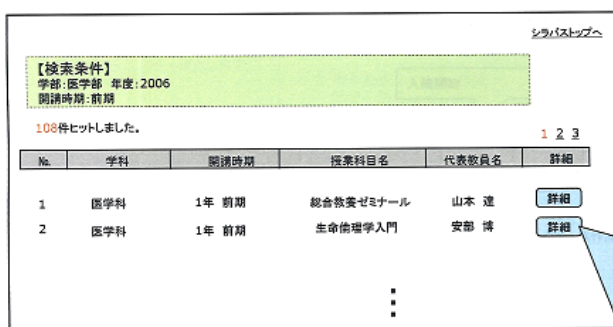 シラバストップへ
【検索条件】
学部:医学部 年度:2006
開講時期:前期
108件ヒットしました。
1 2 3
No. 学科 開講時期 授業科目名 代表教員名 詳細
1 医学科 1年 前期 総合教養ゼミナール 山本 達 詳細
2 医学科 1年 前期 生命倫理学入門 安部 博 詳細